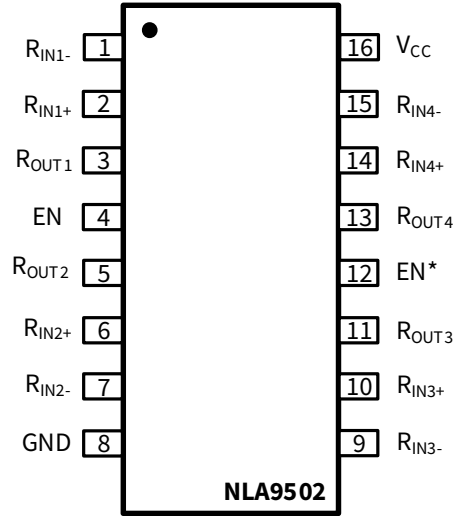 R_IN1- 1 16 V_CC
R_IN1+ 2 15 R_IN4-
R_OUT1 3 14 R_IN4+
EN 4 13 R_OUT4
R_OUT2 5 12 EN*
R_IN2+ 6 11 R_OUT3
R_IN2- 7 10 R_IN3+
GND 8 9 R_IN3-
NLA9502